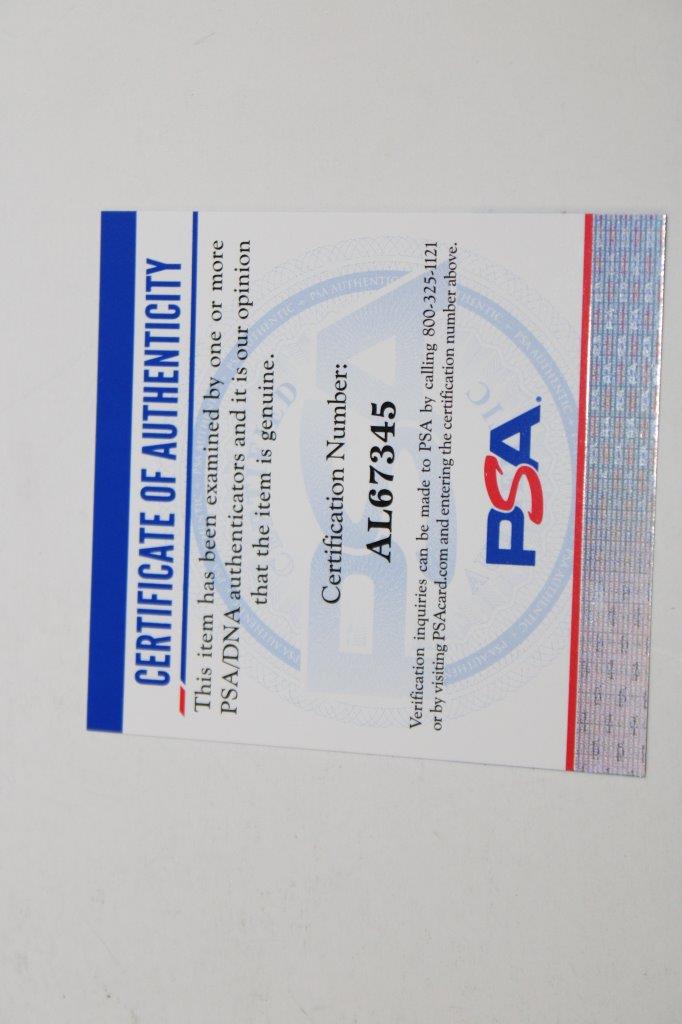 CERTIFICATE OF AUTHENTICITY
This item has been examined by one or more
PSA/DNA authenticators and it is our opinion
that the item is genuine.
Certification Number:
AL67345
Verification inquiries can be made to PSA by calling 800-325-1121
or by visiting PSAcard.com and entering the certification number above.
PSA